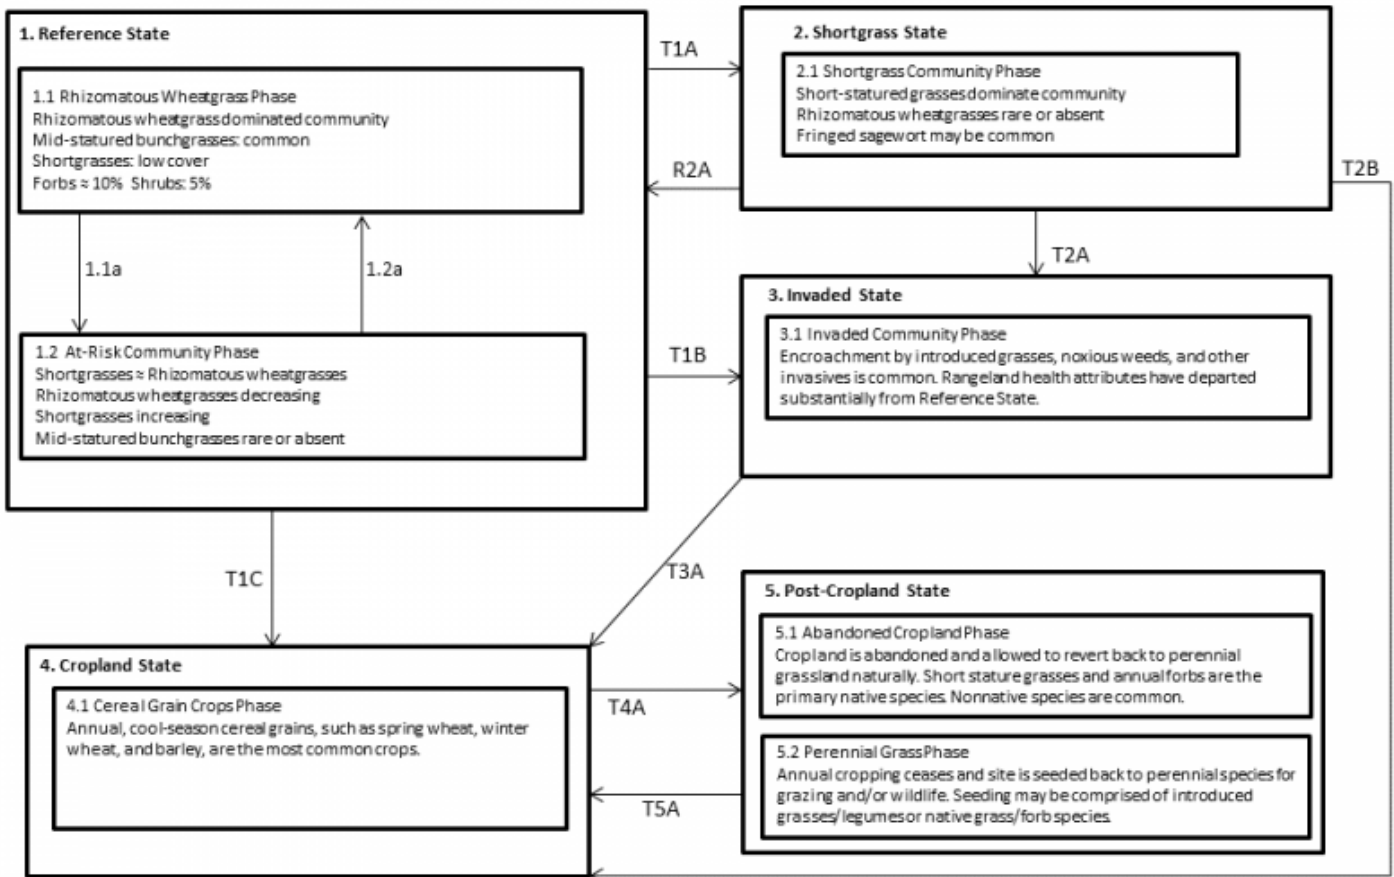 1. Reference State
1.1 Rhizomatous Wheatgrass Phase
Rhizomatous wheatgrass dominated community
Mid-statured bunchgrasses: common
Shortgrasses: low cover
Forbs ≈ 10% Shrubs: 5%
1.1a
1.2a
1.2 At-Risk Community Phase
Shortgrasses ≈ Rhizomatous wheatgrasses
Rhizomatous wheatgrasses decreasing
Shortgrasses increasing
Mid-statured bunchgrasses rare or absent
T1A
R2A
T1B
T1C
2. Shortgrass State
2.1 Shortgrass Community Phase
Short-statured grasses dominate community
Rhizomatous wheatgrasses rare or absent
Fringed sagewort may be common
T2B
T2A
3. Invaded State
3.1 Invaded Community Phase
Encroachment by introduced grasses, noxious weeds, and other
invasives is common. Rangeland health attributes have departed
substantially from Reference State.
T3A
4. Cropland State
4.1 Cereal Grain Crops Phase
Annual, cool-season cereal grains, such as spring wheat, winter
wheat, and barley, are the most common crops.
T4A
T5A
5. Post-Cropland State
5.1 Abandoned Cropland Phase
Cropland is abandoned and allowed to revert back to perennial
grassland naturally. Short stature grasses and annual forbs are the
primary native species. Nonnative species are common.
5.2 Perennial Grass Phase
Annual cropping ceases and site is seeded back to perennial species for
grazing and/or wildlife. Seeding may be comprised of introduced
grasses/legumes or native grass/forb species.